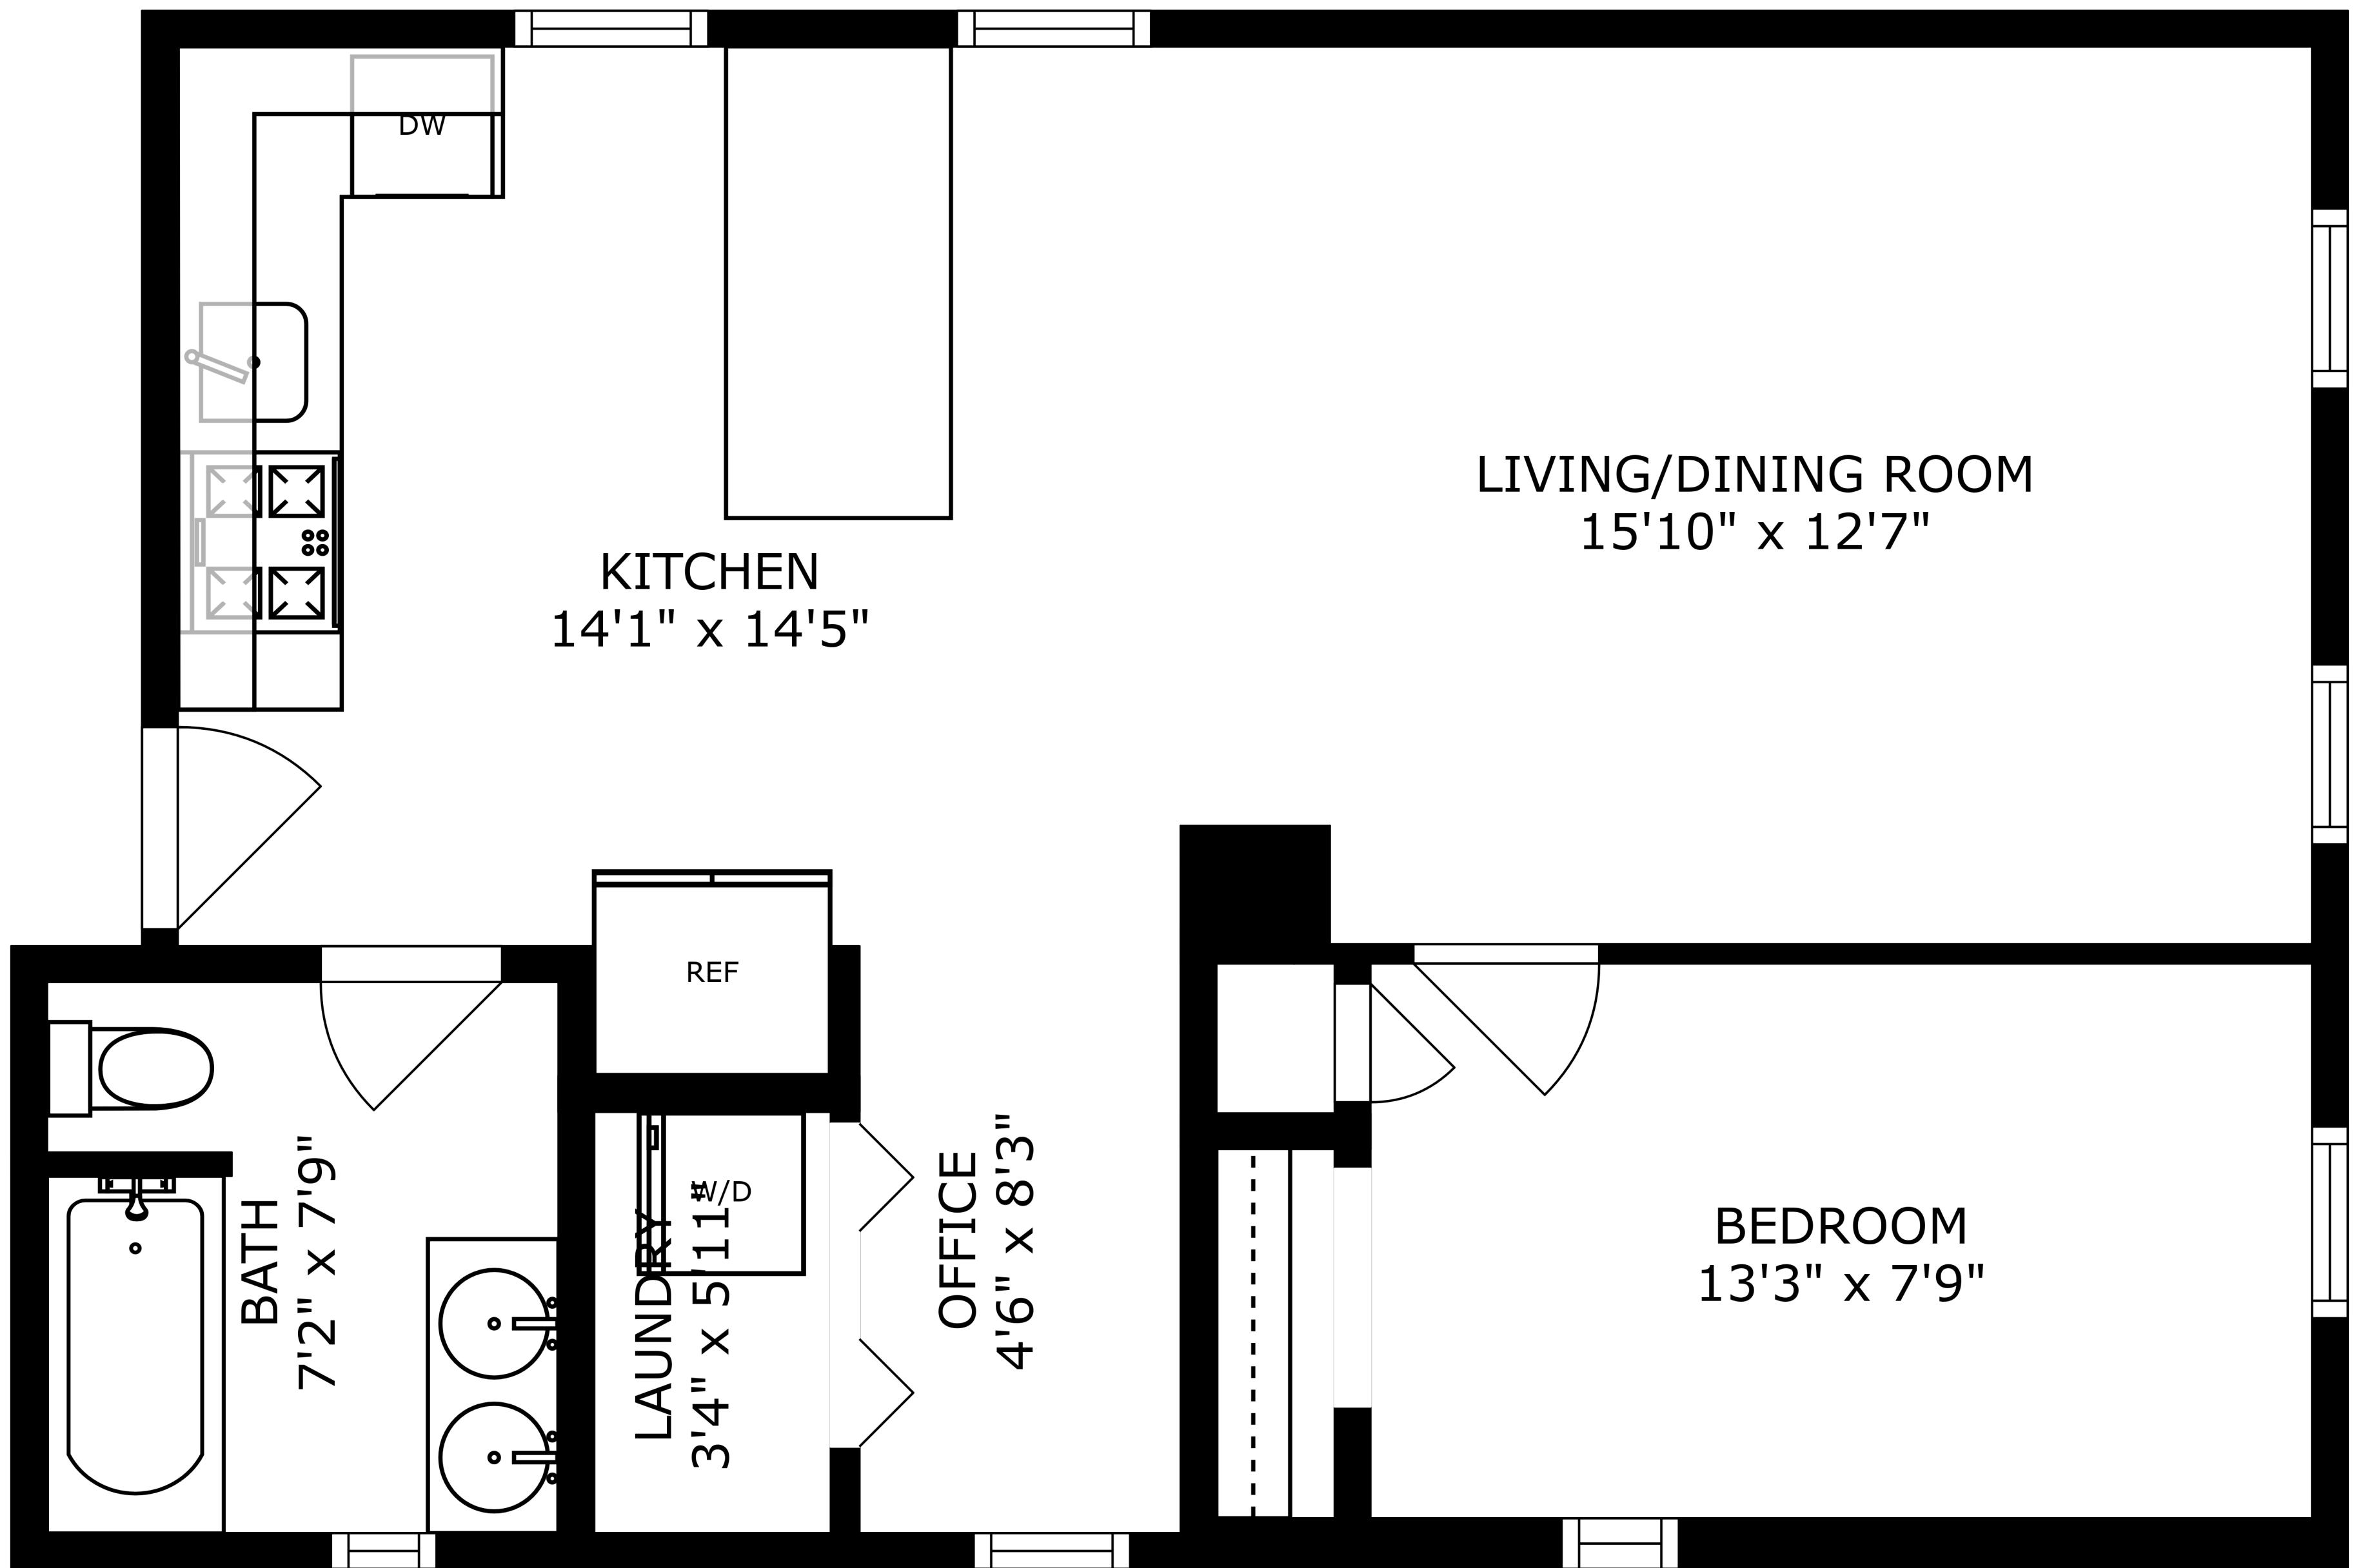 DW
LIVING/DINING ROOM
15'10" x 12'7"
KITCHEN
14'1" x 14'5"
REF
BATH
7'2" x 7'9"
W/D
LAUNDRY
3'4" x 5'11"
OFFICE
4'6" x 8'3"
BEDROOM
13'3" x 7'9"